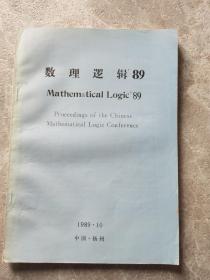 数理逻辑'89
Mathematical Logic'89
Proceedings of the Chinese
Mathematical Logic Conference
1989·10
中国·扬州